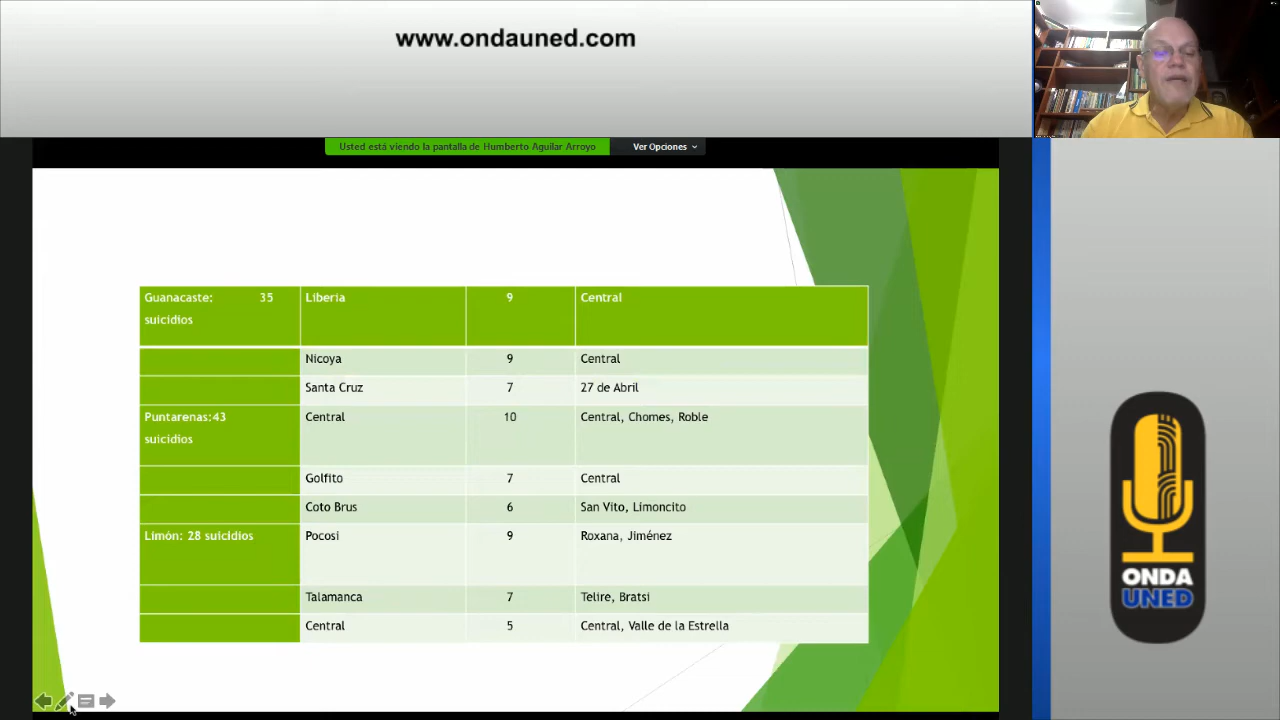 www.ondauned.com
Usted está viendo la pantalla de Humberto Aguilar Arroyo
Ver Opciones
Guanacaste: 35 suicidios
Liberia
9
Central
Nicoya
9
Central
Santa Cruz
7
27 de Abril
Puntarenas:43 suicidios
Central
10
Central, Chomes, Roble
Golfito
7
Central
Coto Brus
6
San Vito, Limoncito
Limón: 28 suicidios
Pocosi
9
Roxana, Jiménez
Talamanca
7
Telire, Bratsi
Central
5
Central, Valle de la Estrella
ONDA
UNED